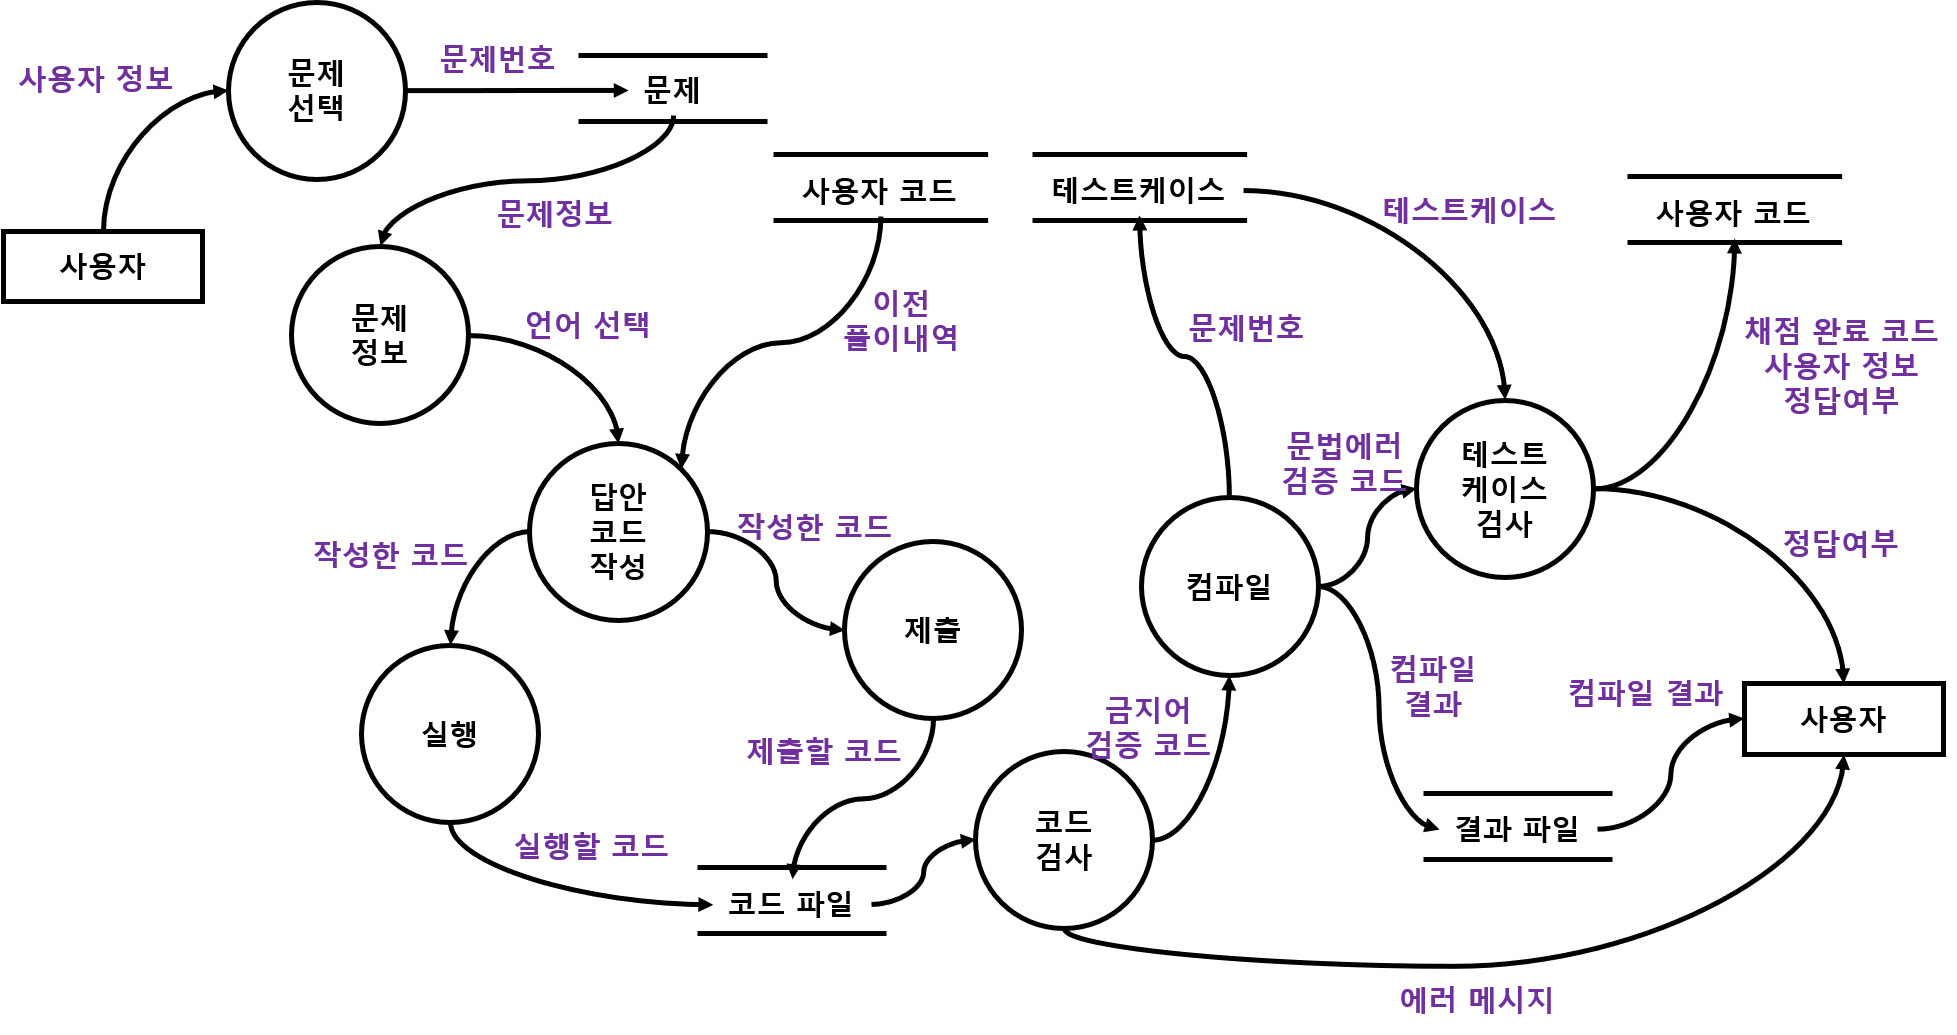 사용자 정보
문제
선택
문제번호
문제
사용자
문제정보
사용자 코드
테스트케이스
테스트케이스
사용자 코드
문제
정보
언어 선택
이전
플이내역
문제번호
채점 완료 코드
사용자 정보
정답여부
답안
코드
작성
작성한 코드
작성한 코드
문법에러
검증 코드
테스트
케이스
검사
정답여부
제출
컴파일
실행
제출할 코드
금지어
검증 코드
컴파일
결과
컴파일 결과
사용자
실행할 코드
코드 파일
코드
검사
결과 파일
에러 메시지